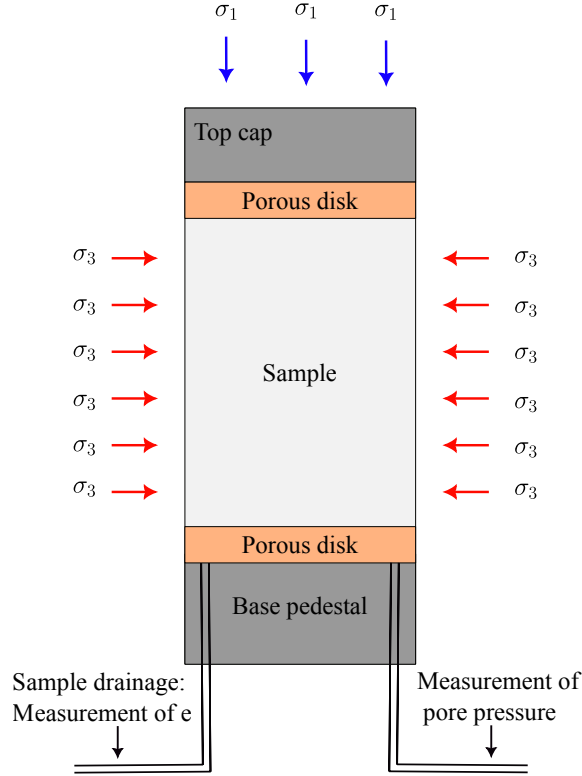 σ1 σ1 σ1
Top cap
Porous disk
σ3 σ3
σ3 σ3
σ3 σ3
Sample
σ3 σ3
σ3 σ3
σ3 σ3
Porous disk
Base pedestal
Sample drainage:
Measurement of e
Measurement of
pore pressure